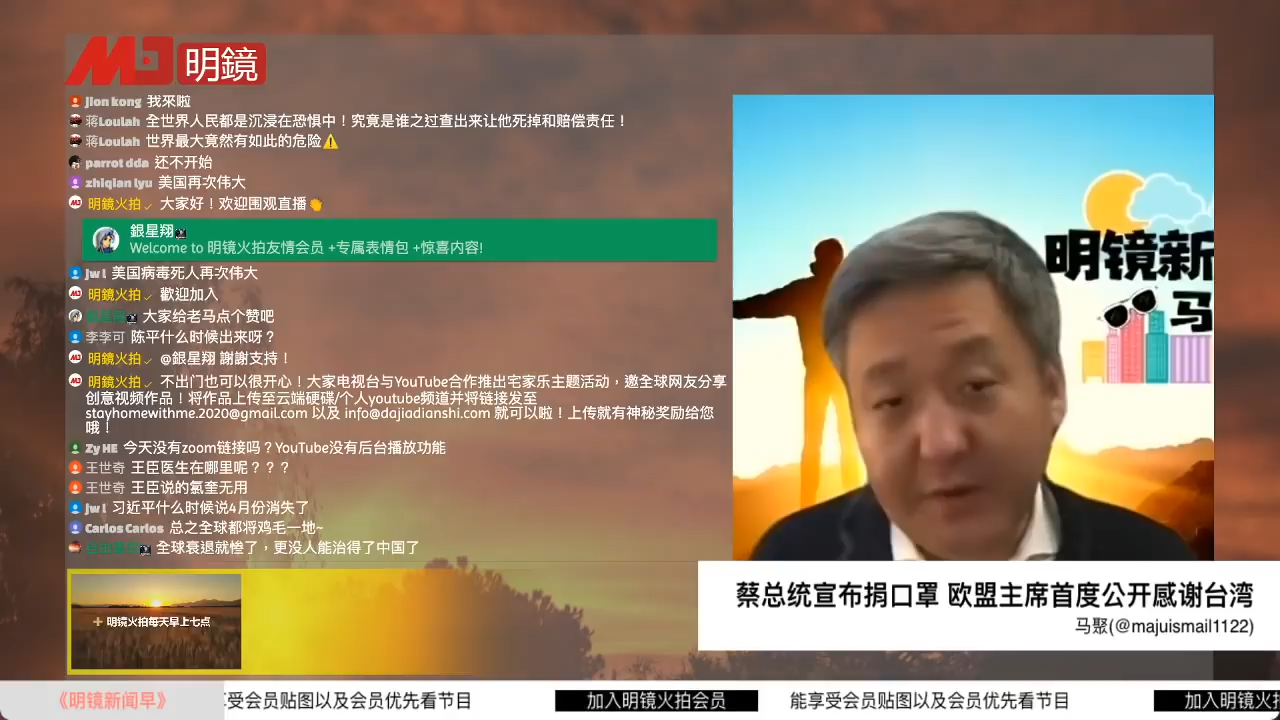 明鏡
jion kong 我來啦
蒋Loulah 全世界人民都是沉浸在恐惧中！究竟是谁之过查出来让他死掉和赔偿责任！
蒋Loulah 世界最大竟然有如此的危险⚠️
parrot dda 还不开始
zhiqian lyu 美国再次伟大
明鏡火拍✓ 大家好！欢迎围观直播👏
銀星翔
Welcome to 明镜火拍友情会员 +专属表情包 +惊喜内容!
jw l 美国病毒死人再次伟大
明鏡火拍✓ 歡迎加入
銀星翔 大家给老马点个赞吧
李李可 陈平什么时候出来呀？
明鏡火拍✓ @銀星翔 謝謝支持！
明鏡火拍✓ 不出门也可以很开心！大家电视台与YouTube合作推出宅家乐主题活动，邀全球网友分享
创意视频作品！将作品上传至云端硬碟/个人youtube频道并将链接发至
stayhomewithme.2020@gmail.com 以及 info@dajiadianshi.com 就可以啦！上传就有神秘奖励给您
哦！
Zy HE 今天没有zoom链接吗？YouTube没有后台播放功能
王世奇 王臣医生在哪里呢？？？
王世奇 王臣说的氯奎无用
jw l 习近平什么时候说4月份消失了
Carlos Carlos 总之全球都将鸡毛一地~
全球衰退就惨了，更没人能治得了中国了
明镜新
马
+ 明镜火拍每天早上七点
蔡总统宣布捐口罩 欧盟主席首度公开感谢台湾
马聚(@majuismail1122)
《明镜新闻早》 享受会员贴图以及会员优先看节目 加入明镜火拍会员 能享受会员贴图以及会员优先看节目 加入明镜火拍